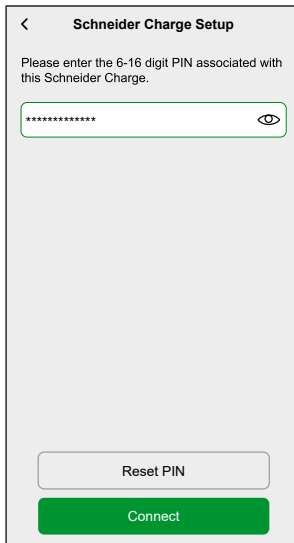 Schneider Charge Setup
Please enter the 6-16 digit PIN associated with
this Schneider Charge.
*************
Reset PIN
Connect